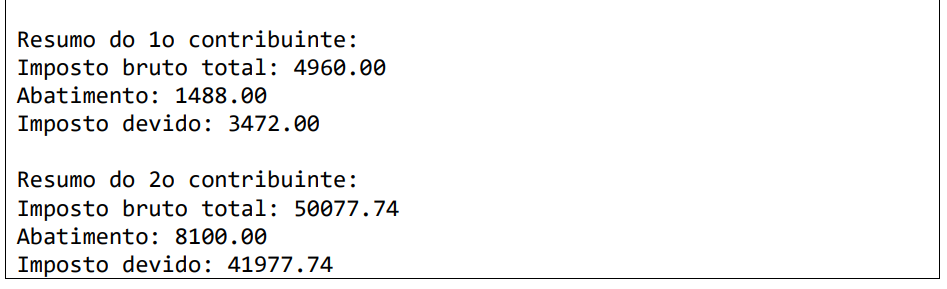 Resumo do 1o contribuinte:
Imposto bruto total: 4960.00
Abatimento: 1488.00
Imposto devido: 3472.00
Resumo do 2o contribuinte:
Imposto bruto total: 50077.74
Abatimento: 8100.00
Imposto devido: 41977.74